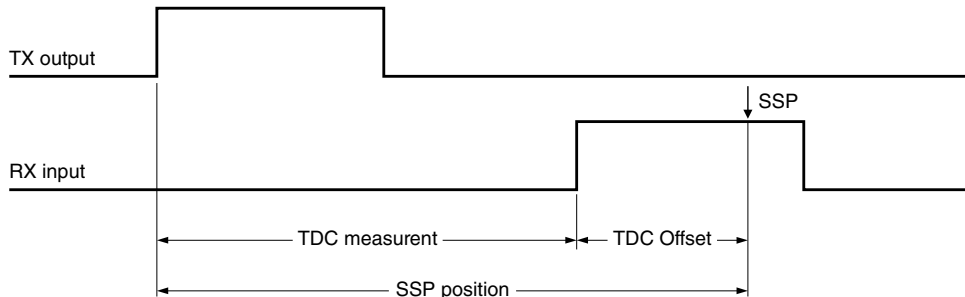 TX output
SSP
RX input
TDC measurent
TDC Offset
SSP position